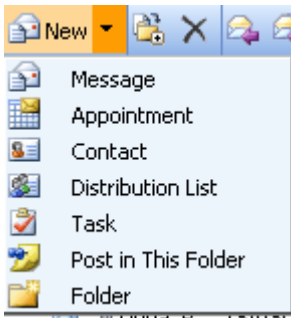 New
Message
Appointment
Contact
Distribution List
Task
Post in This Folder
Folder